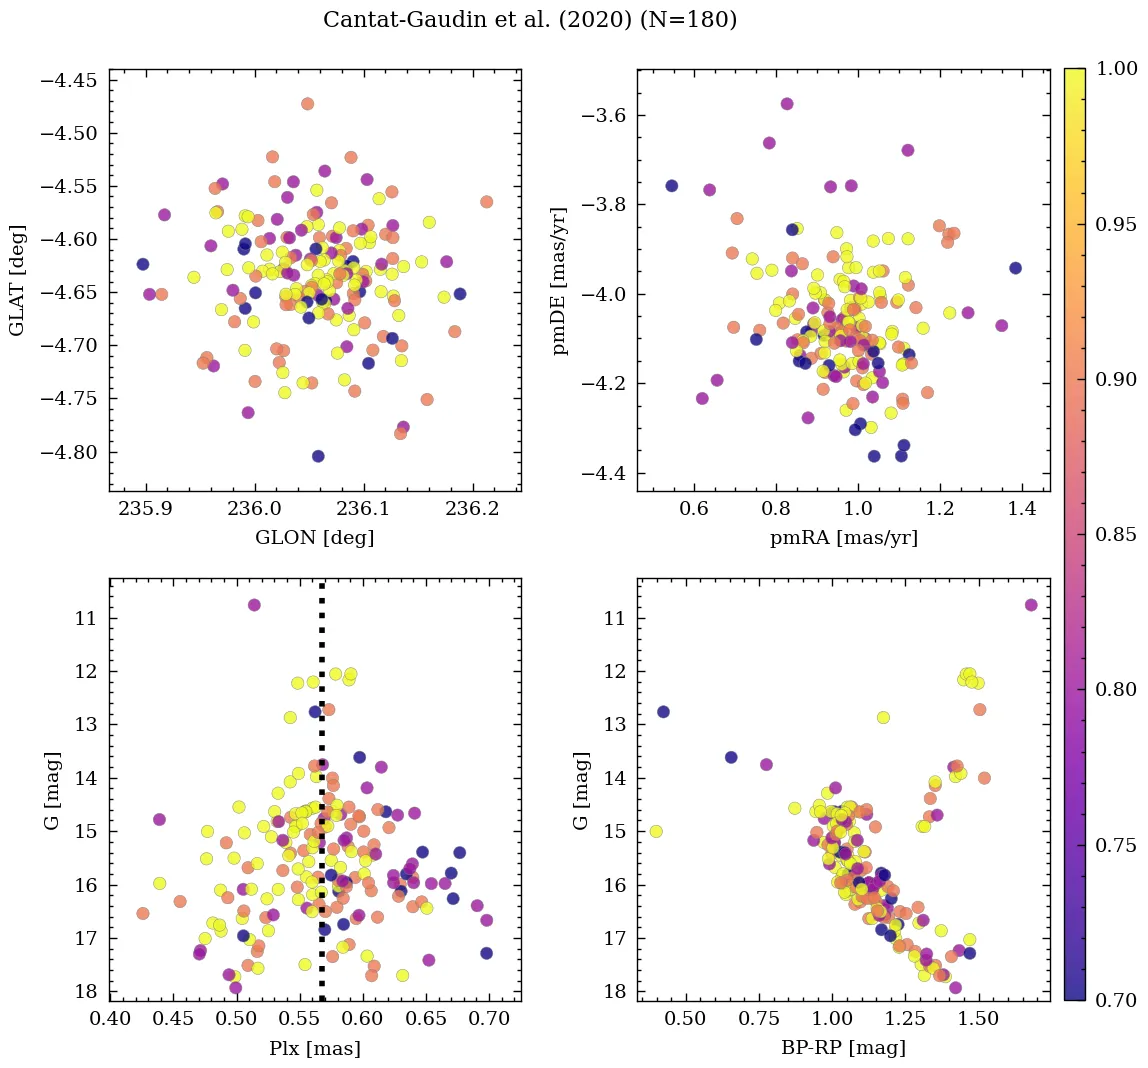 Cantat-Gaudin et al. (2020) (N=180)
−4.45
−4.50
−4.55
−4.60
−4.65
−4.70
−4.75
−4.80
GLAT [deg]
235.9 236.0 236.1 236.2
GLON [deg]
−3.6
−3.8
−4.0
−4.2
−4.4
pmDE [mas/yr]
0.6 0.8 1.0 1.2 1.4
pmRA [mas/yr]
11
12
13
14
15
16
17
18
G [mag]
0.40 0.45 0.50 0.55 0.60 0.65 0.70
Plx [mas]
11
12
13
14
15
16
17
18
G [mag]
0.50 0.75 1.00 1.25 1.50
BP-RP [mag]
1.00
0.95
0.90
0.85
0.80
0.75
0.70